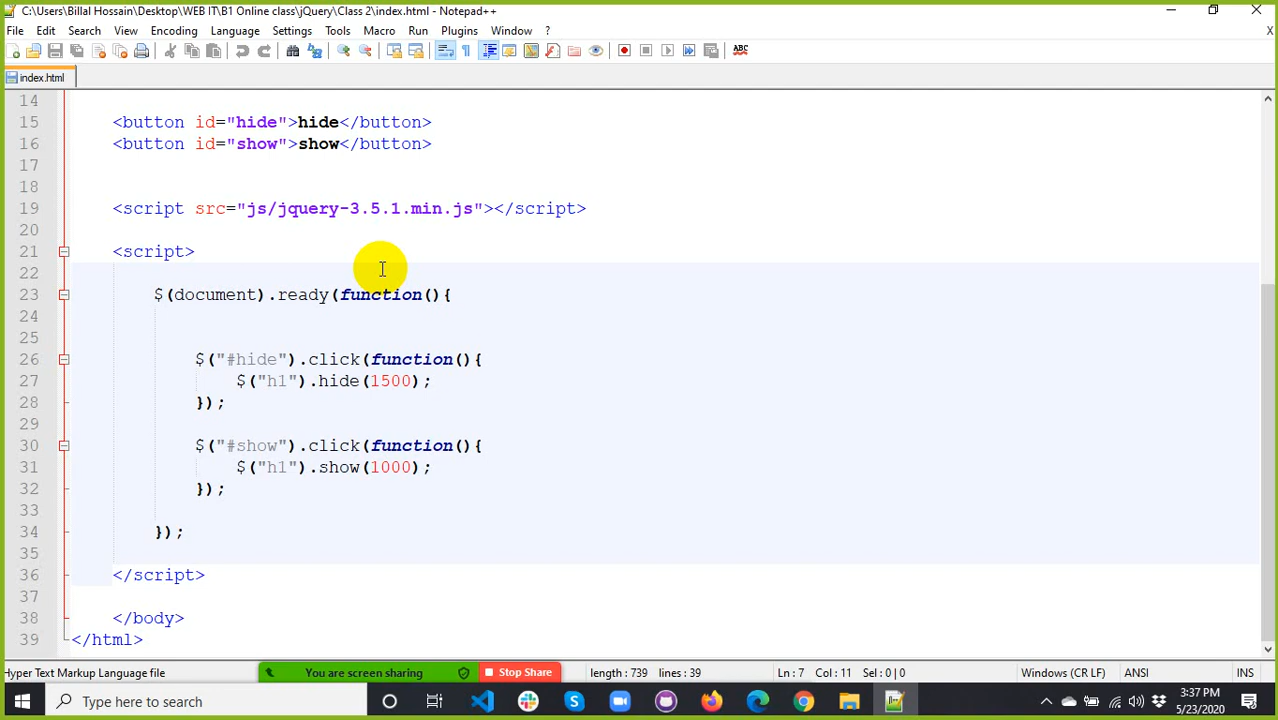 C:\Users\Billal Hossain\Desktop\WEB IT\B1 Online class\jQuery\Class 2\index.html - Notepad++
File Edit Search View Encoding Language Settings Tools Macro Run Plugins Window ? X
ABC
index.html
14
15 <button id="hide">hide</button>
16 <button id="show">show</button>
17
18
19 <script src="js/jquery-3.5.1.min.js"></script>
20
21 <script>
22
23 $(document).ready(function(){
24
25
26 $("#hide").click(function(){
27 $("h1").hide(1500);
28 });
29
30 $("#show").click(function(){
31 $("h1").show(1000);
32 });
33
34 });
35
36 </script>
37
38 </body>
39 </html>
Hyper Text Markup Language file You are screen sharing Stop Share length : 739 lines : 39 Ln : 7 Col : 11 Sel : 0 | 0 Windows (CR LF) ANSI INS
Type here to search
3:37 PM
5/23/2020